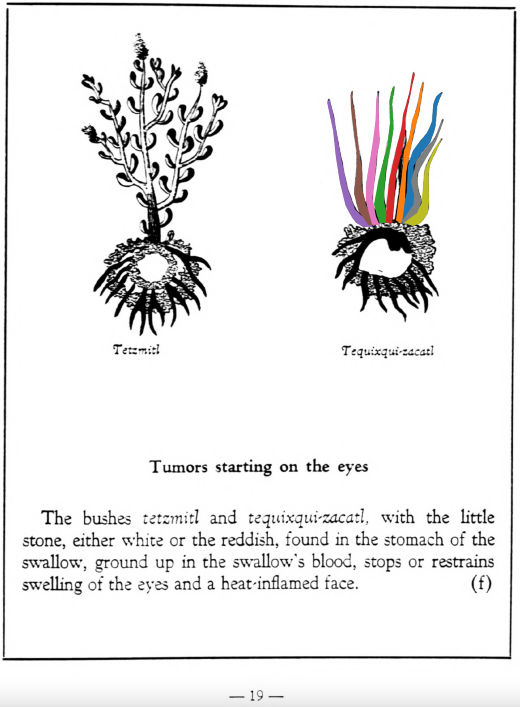 Tetzmitl
Tequixqui-zacatl
Tumors starting on the eyes
The bushes tetzmitl and tequixqui-zacatl, with the little
stone, either white or the reddish, found in the stomach of the
swallow, ground up in the swallow's blood, stops or restrains
swelling of the eyes and a heat-inflamed face. (f)
— 19 —